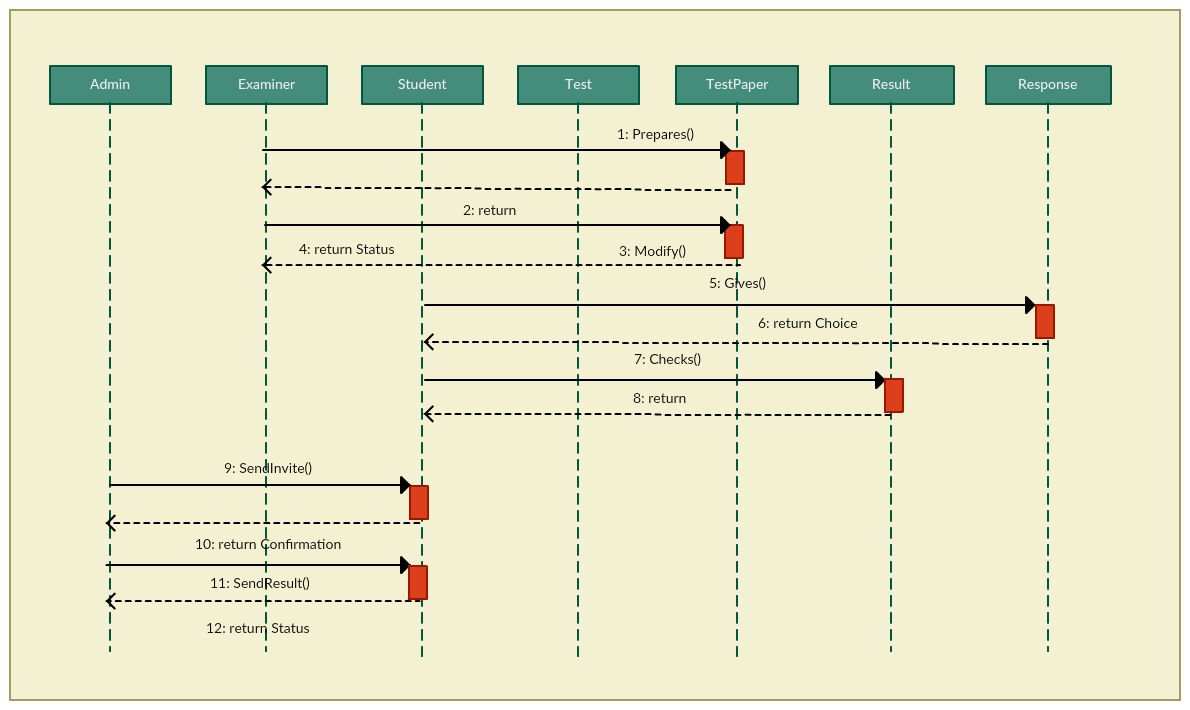 Admin
Examiner
Student
Test
TestPaper
Result
Response
1: Prepares()
2: return
4: return Status
3: Modify()
5: Gives()
6: return Choice
7: Checks()
8: return
9: SendInvite()
10: return Confirmation
11: SendResult()
12: return Status